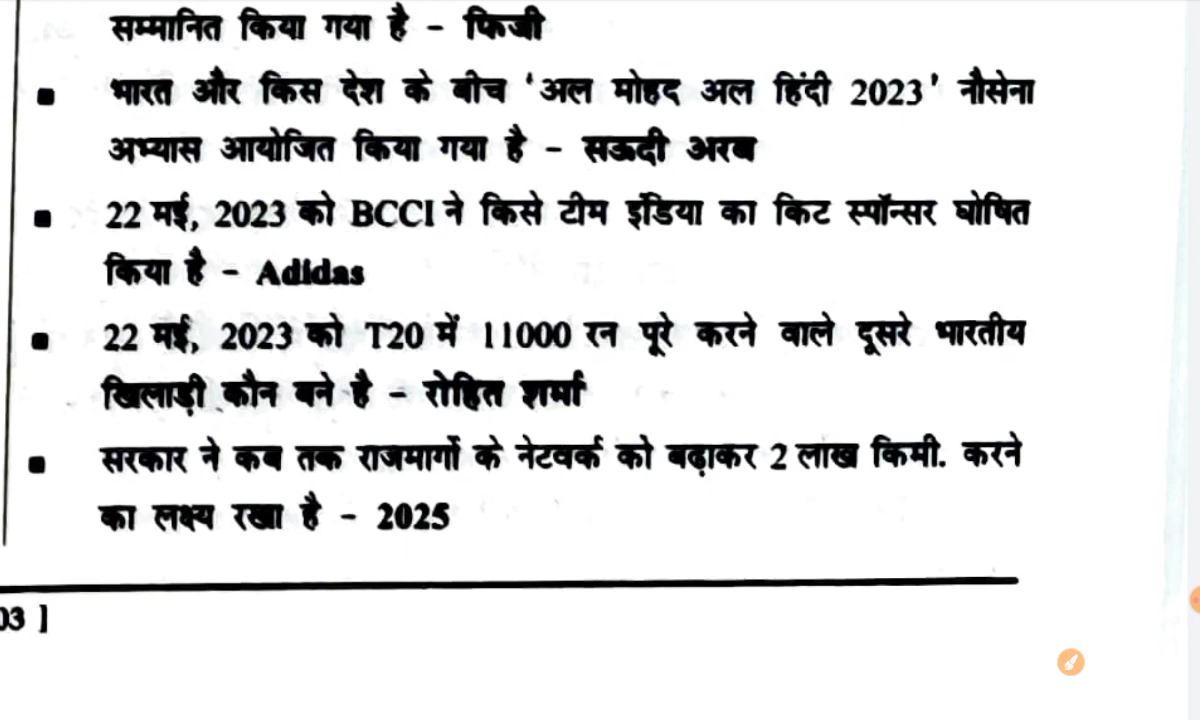 सम्मानित किया गया है - फिजी
▪ भारत और किस देश के बीच 'अल मोहद अल हिंदी 2023' नौसेना
अभ्यास आयोजित किया गया है - सऊदी अरब
▪ 22 मई, 2023 को BCCI ने किसे टीम इंडिया का किट स्पॉन्सर घोषित
किया है - Adidas
▪ 22 मई, 2023 को T20 में 11000 रन पूरे करने वाले दूसरे भारतीय
खिलाड़ी कौन बने है - रोहित शर्मा
▪ सरकार ने कब तक राजमार्गों के नेटवर्क को बढ़ाकर 2 लाख किमी. करने
का लक्ष्य रखा है - 2025
03 ]